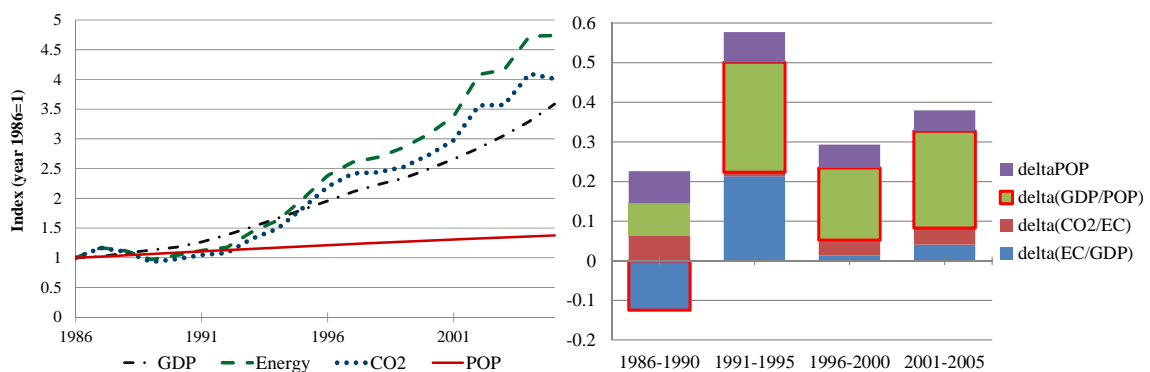 Index (year 1986=1)
5
4.5
4
3.5
3
2.5
2
1.5
1
0.5
0
1986 1991 1996 2001
GDP Energy CO2 POP
0.6
0.5
0.4
0.3
0.2
0.1
0
-0.1
-0.2
1986-1990 1991-1995 1996-2000 2001-2005
deltaPOP
delta(GDP/POP)
delta(CO2/EC)
delta(EC/GDP)